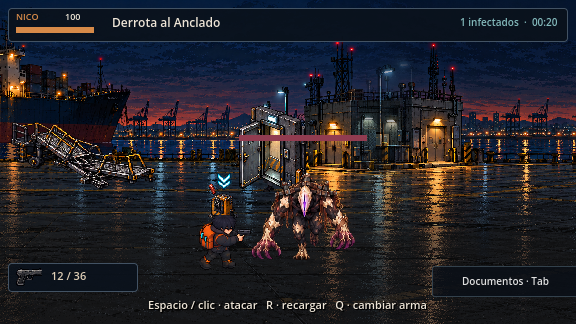 NICO 100
Derrota al Anclado
1 infectados · 00:20
12 / 36
Documentos · Tab
Espacio / clic · atacar R · recargar Q · cambiar arma